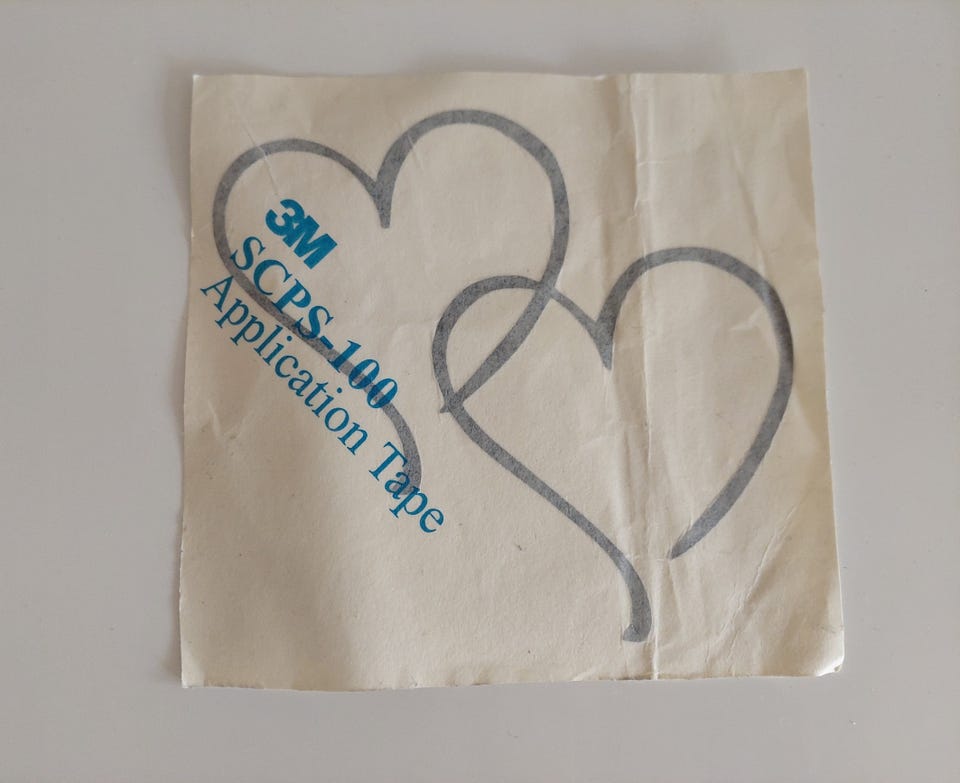 3M
SCPS-100
Application Tape